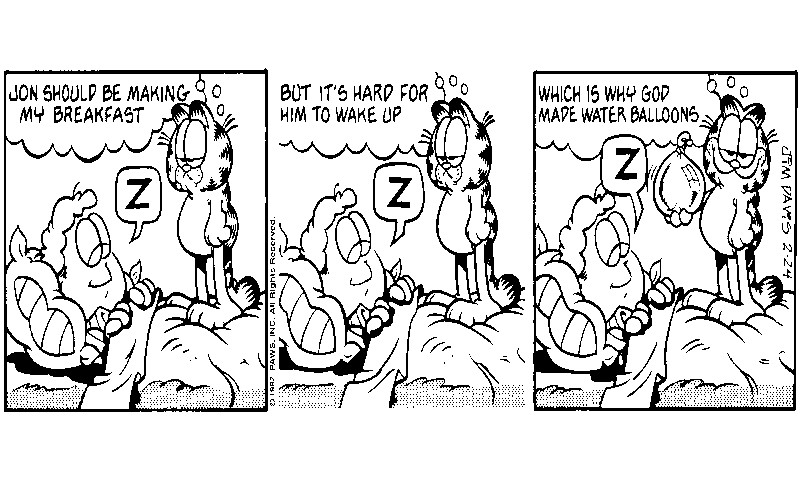 JON SHOULD BE MAKING
MY BREAKFAST
Z
© 1992 PAWS, INC. All Rights Reserved.
BUT IT'S HARD FOR
HIM TO WAKE UP
Z
WHICH IS WHY GOD
MADE WATER BALLOONS
Z
JIM DAVIS 2-24